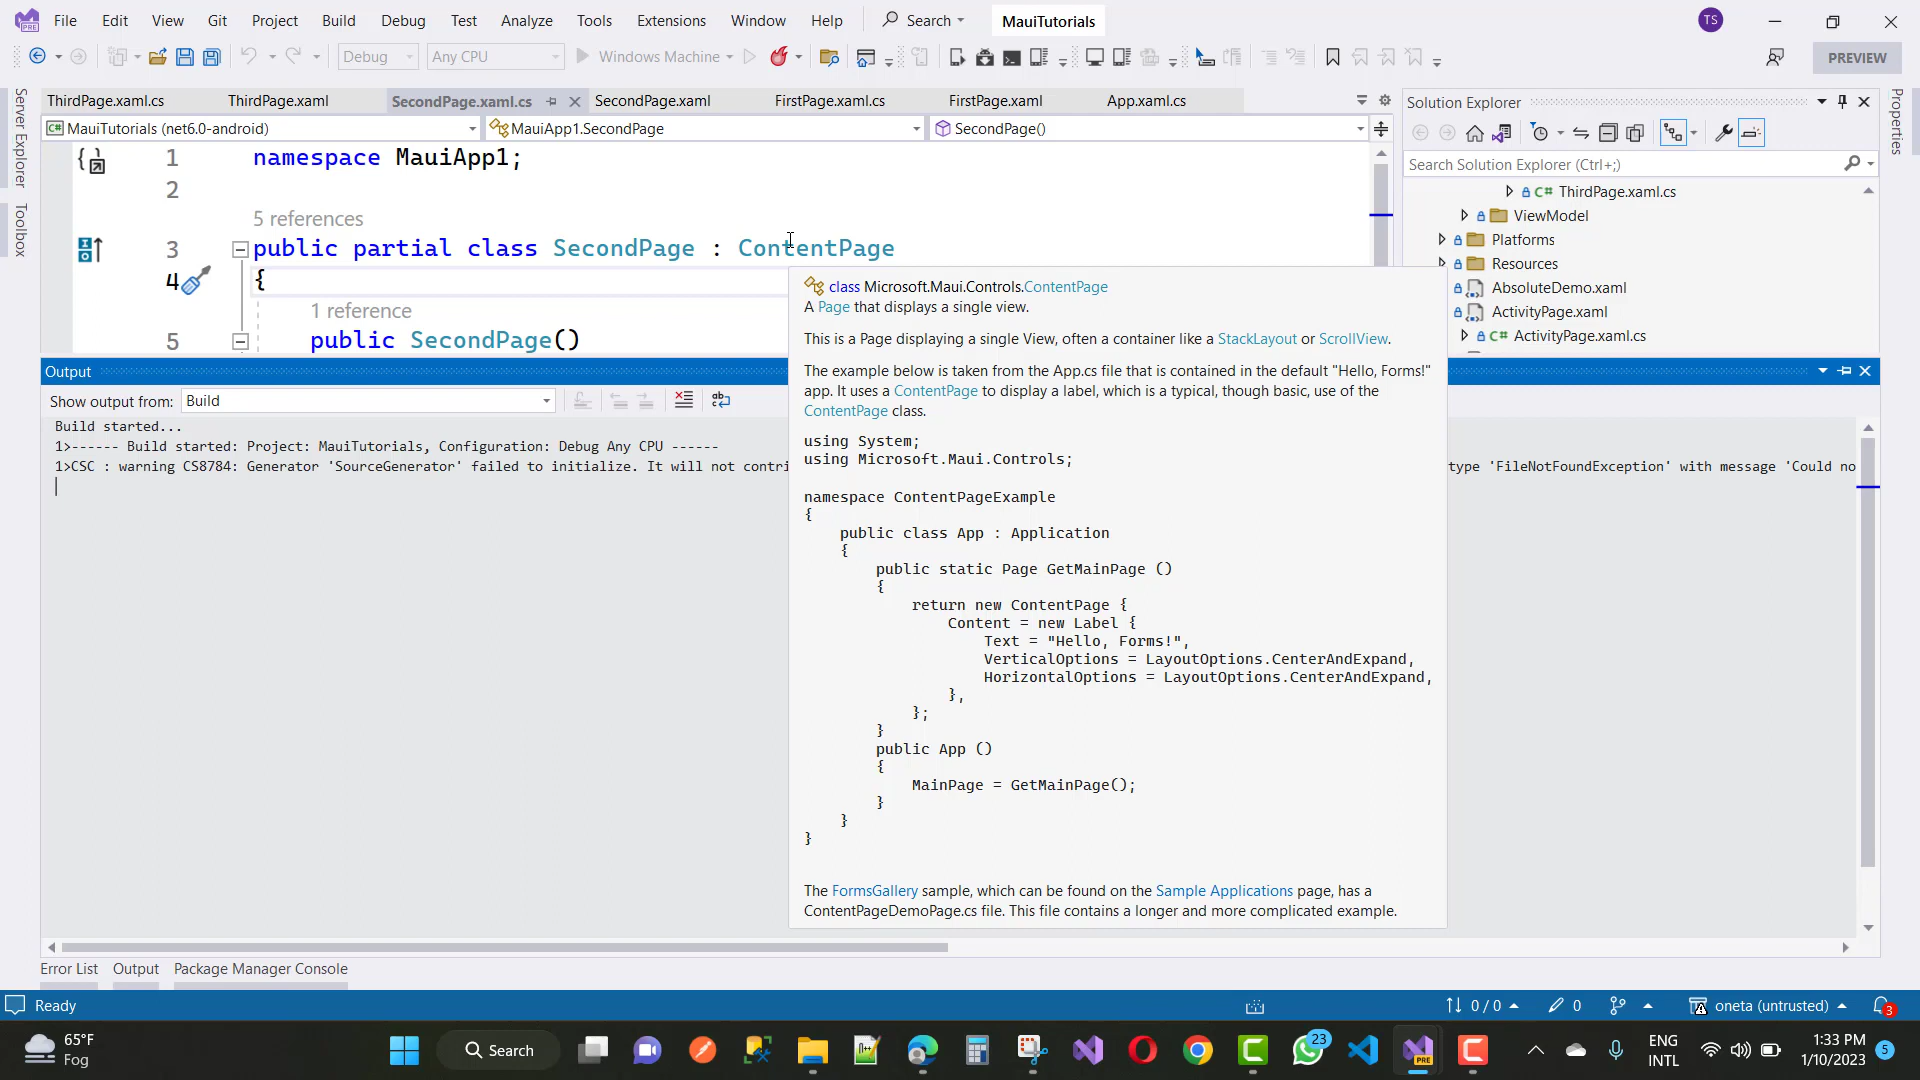 File Edit View Git Project Build Debug Test Analyze Tools Extensions Window Help Search MauiTutorials TS
Debug Any CPU Windows Machine PREVIEW
ThirdPage.xaml.cs ThirdPage.xaml SecondPage.xaml.cs SecondPage.xaml FirstPage.xaml.cs FirstPage.xaml App.xaml.cs
MauiTutorials (net6.0-android) MauiApp1.SecondPage SecondPage()
Server Explorer
Toolbox
1 namespace MauiApp1;
2
5 references
3 public partial class SecondPage : ContentPage
4 {
1 reference
5 public SecondPage()
Solution Explorer
Search Solution Explorer (Ctrl+;)
C# ThirdPage.xaml.cs
ViewModel
Platforms
Resources
AbsoluteDemo.xaml
ActivityPage.xaml
C# ActivityPage.xaml.cs
Properties
class Microsoft.Maui.Controls.ContentPage
A Page that displays a single view.
This is a Page displaying a single View, often a container like a StackLayout or ScrollView.
The example below is taken from the App.cs file that is contained in the default "Hello, Forms!"
app. It uses a ContentPage to display a label, which is a typical, though basic, use of the
ContentPage class.
using System;
using Microsoft.Maui.Controls;
namespace ContentPageExample
{
public class App : Application
{
public static Page GetMainPage ()
{
return new ContentPage {
Content = new Label {
Text = "Hello, Forms!",
VerticalOptions = LayoutOptions.CenterAndExpand,
HorizontalOptions = LayoutOptions.CenterAndExpand,
},
};
}
public App ()
{
MainPage = GetMainPage();
}
}
}
The FormsGallery sample, which can be found on the Sample Applications page, has a
ContentPageDemoPage.cs file. This file contains a longer and more complicated example.
Output
Show output from: Build
Build started...
1>------ Build started: Project: MauiTutorials, Configuration: Debug Any CPU ------
1>CSC : warning CS8784: Generator 'SourceGenerator' failed to initialize. It will not contri type 'FileNotFoundException' with message 'Could no
Error List Output Package Manager Console
Ready 0 / 0 0 oneta (untrusted) 3
65°F
Fog
Search
23
PRE
ENG
INTL
1:33 PM
1/10/2023
5